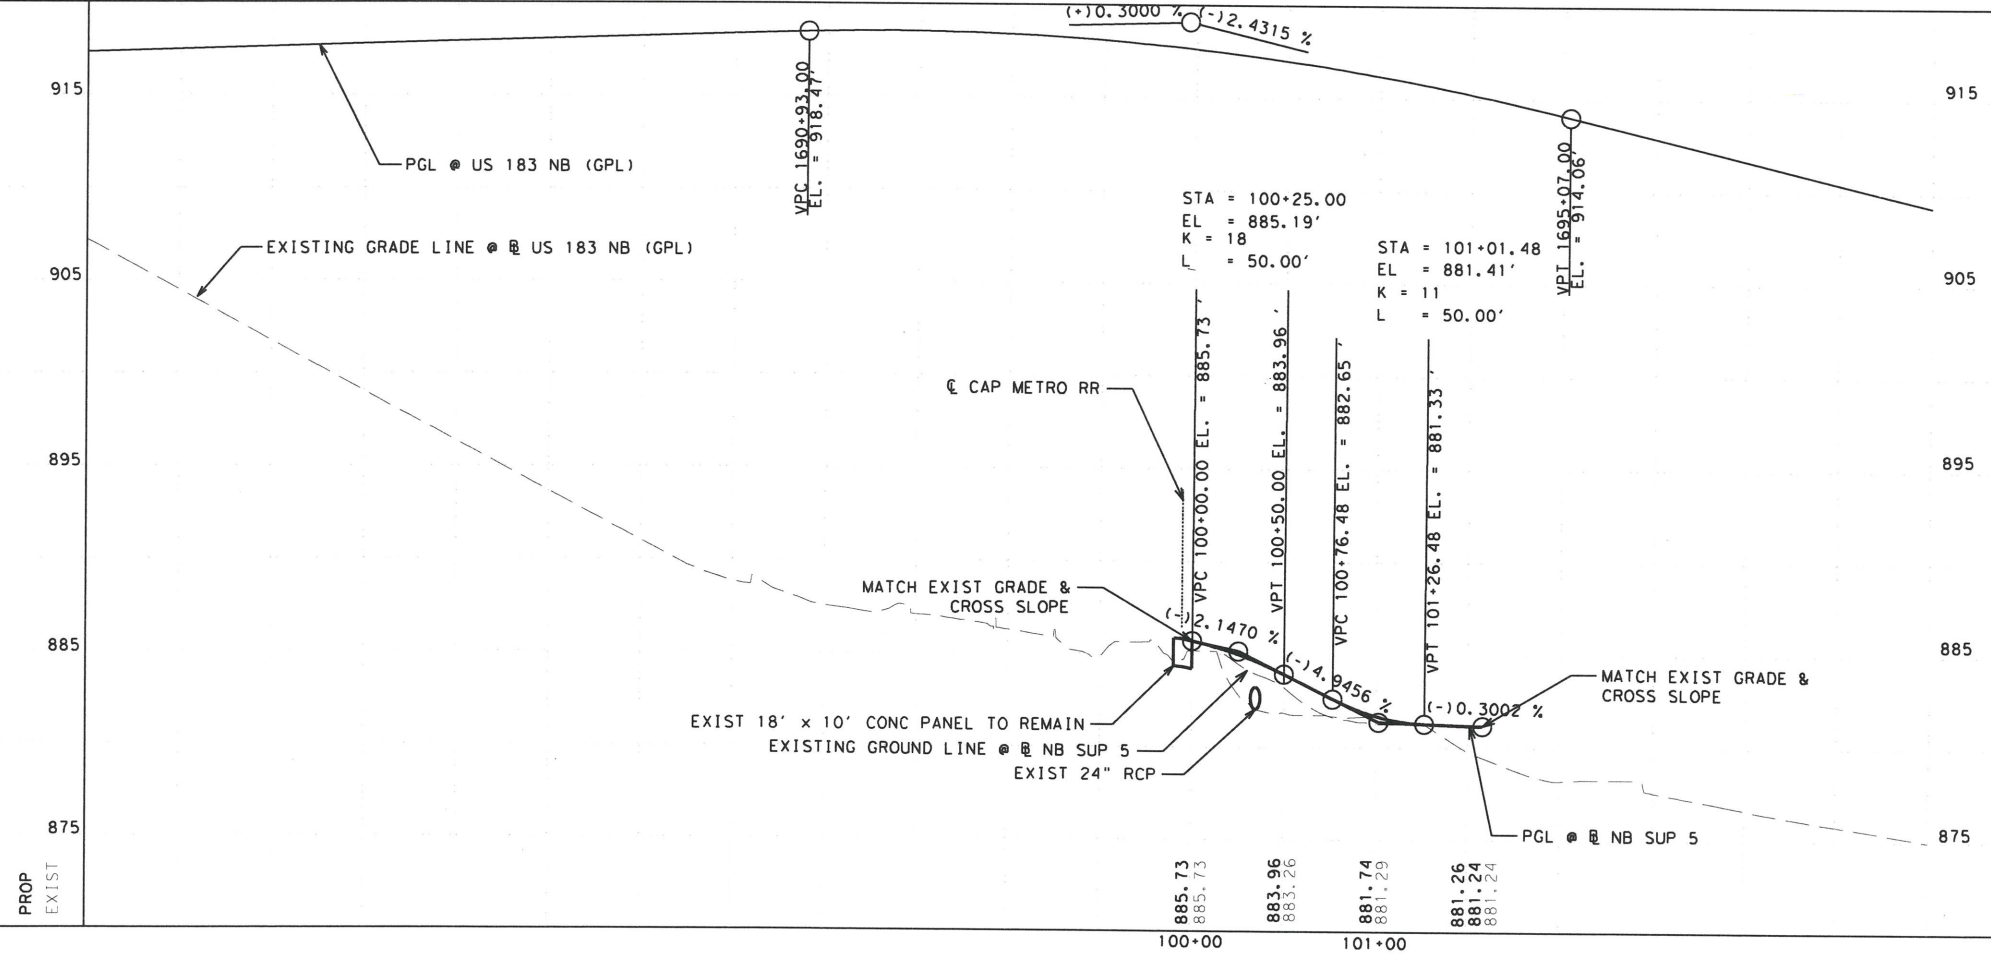 (+)0.3000 % (-)2.4315 %
915
915
VPC 1690+93.00
EL. = 918.47'
PGL @ US 183 NB (GPL)
VPT 1695+07.00
EL. = 914.06'
STA = 100+25.00
EL = 885.19'
K = 18
L = 50.00'
EXISTING GRADE LINE @ ℄ US 183 NB (GPL)
STA = 101+01.48
EL = 881.41'
K = 11
L = 50.00'
905
905
VPC 100+00.00 EL. = 885.73 '
VPT 100+50.00 EL. = 883.96 '
VPC 100+76.48 EL. = 882.65 '
VPT 101+26.48 EL. = 881.33 '
℄ CAP METRO RR
895
895
MATCH EXIST GRADE &
CROSS SLOPE
(-)2.1470 %
885
885
(-)4.9456 %
MATCH EXIST GRADE &
CROSS SLOPE
(-)0.3002 %
EXIST 18' x 10' CONC PANEL TO REMAIN
EXISTING GROUND LINE @ ℄ NB SUP 5
EXIST 24" RCP
875
875
PGL @ ℄ NB SUP 5
PROP
EXIST
885.73
885.73
883.96
883.26
881.74
881.29
881.26
881.24
881.24
100+00
101+00